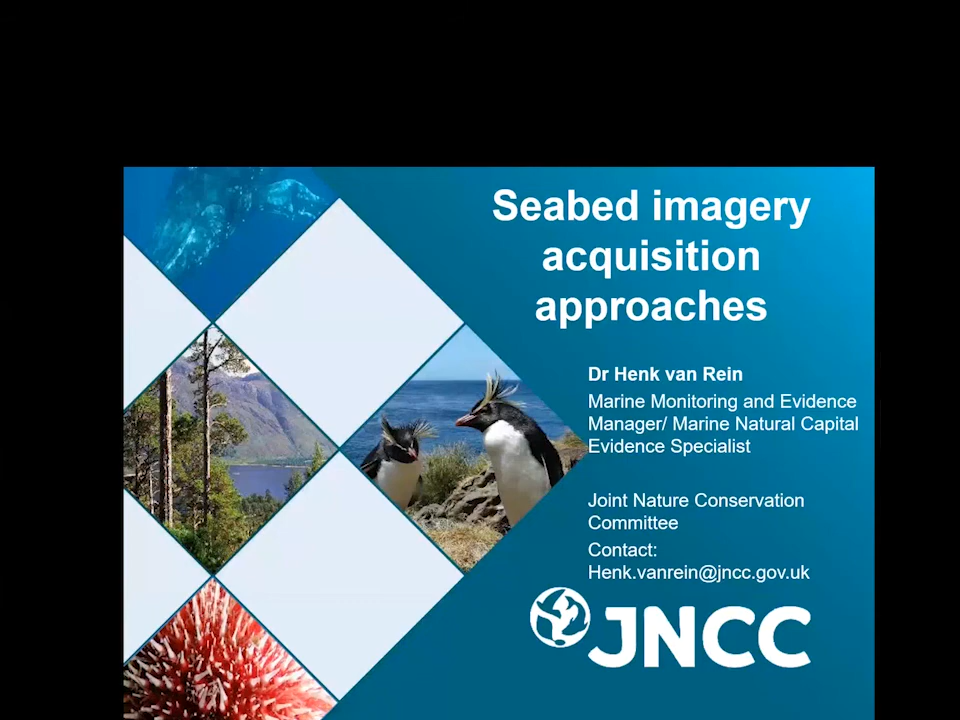 Seabed imagery
acquisition
approaches
Dr Henk van Rein
Marine Monitoring and Evidence
Manager/ Marine Natural Capital
Evidence Specialist
Joint Nature Conservation
Committee
Contact:
Henk.vanrein@jncc.gov.uk
JNCC